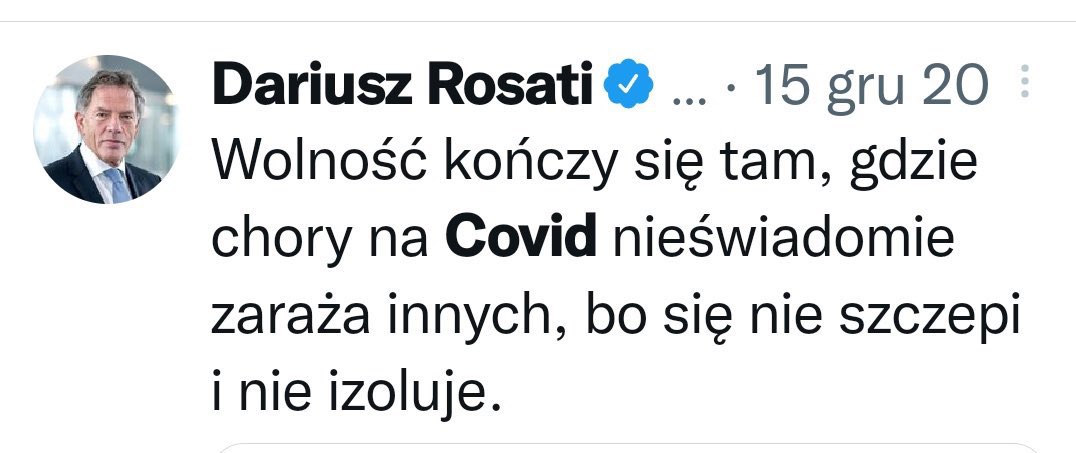 Dariusz Rosati ... · 15 gru 20
Wolność kończy się tam, gdzie
chory na Covid nieświadomie
zaraża innych, bo się nie szczepi
i nie izoluje.